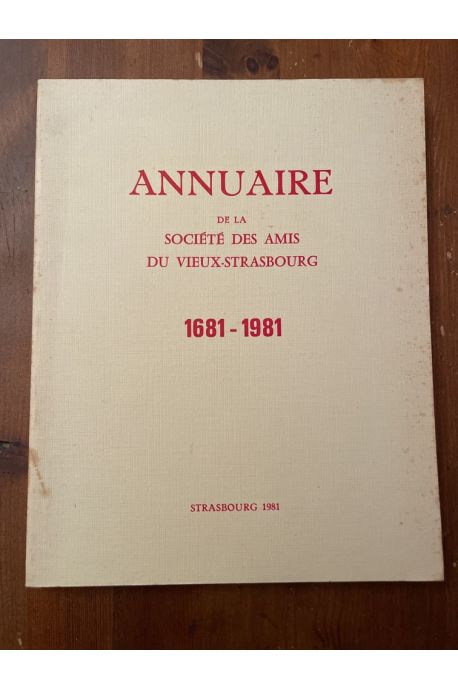 ANNUAIRE
DE LA
SOCIÉTÉ DES AMIS
DU VIEUX-STRASBOURG
1681-1981
STRASBOURG 1981